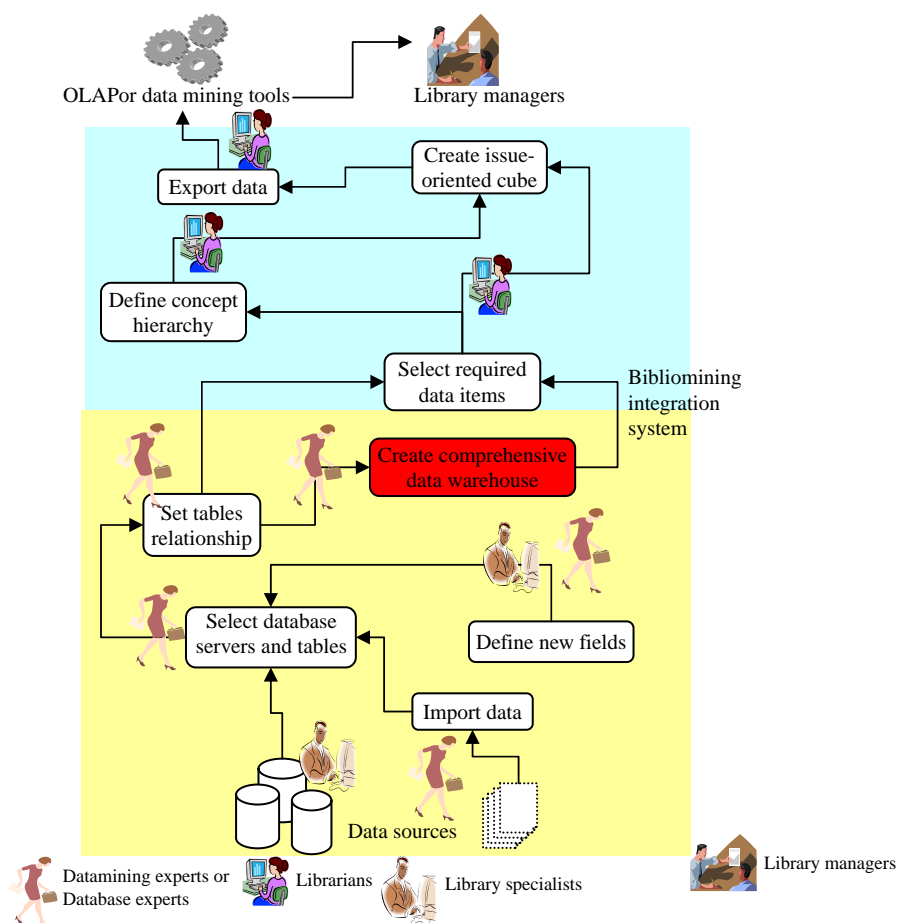 OLAPor data mining tools
Library managers
Create issue-
oriented cube
Export data
Define concept
hierarchy
Select required
data items
Bibliomining
integration
system
Create comprehensive
data warehouse
Set tables
relationship
Select database
servers and tables
Define new fields
Import data
Data sources
Datamining experts or
Database experts
Librarians
Library specialists
Library managers